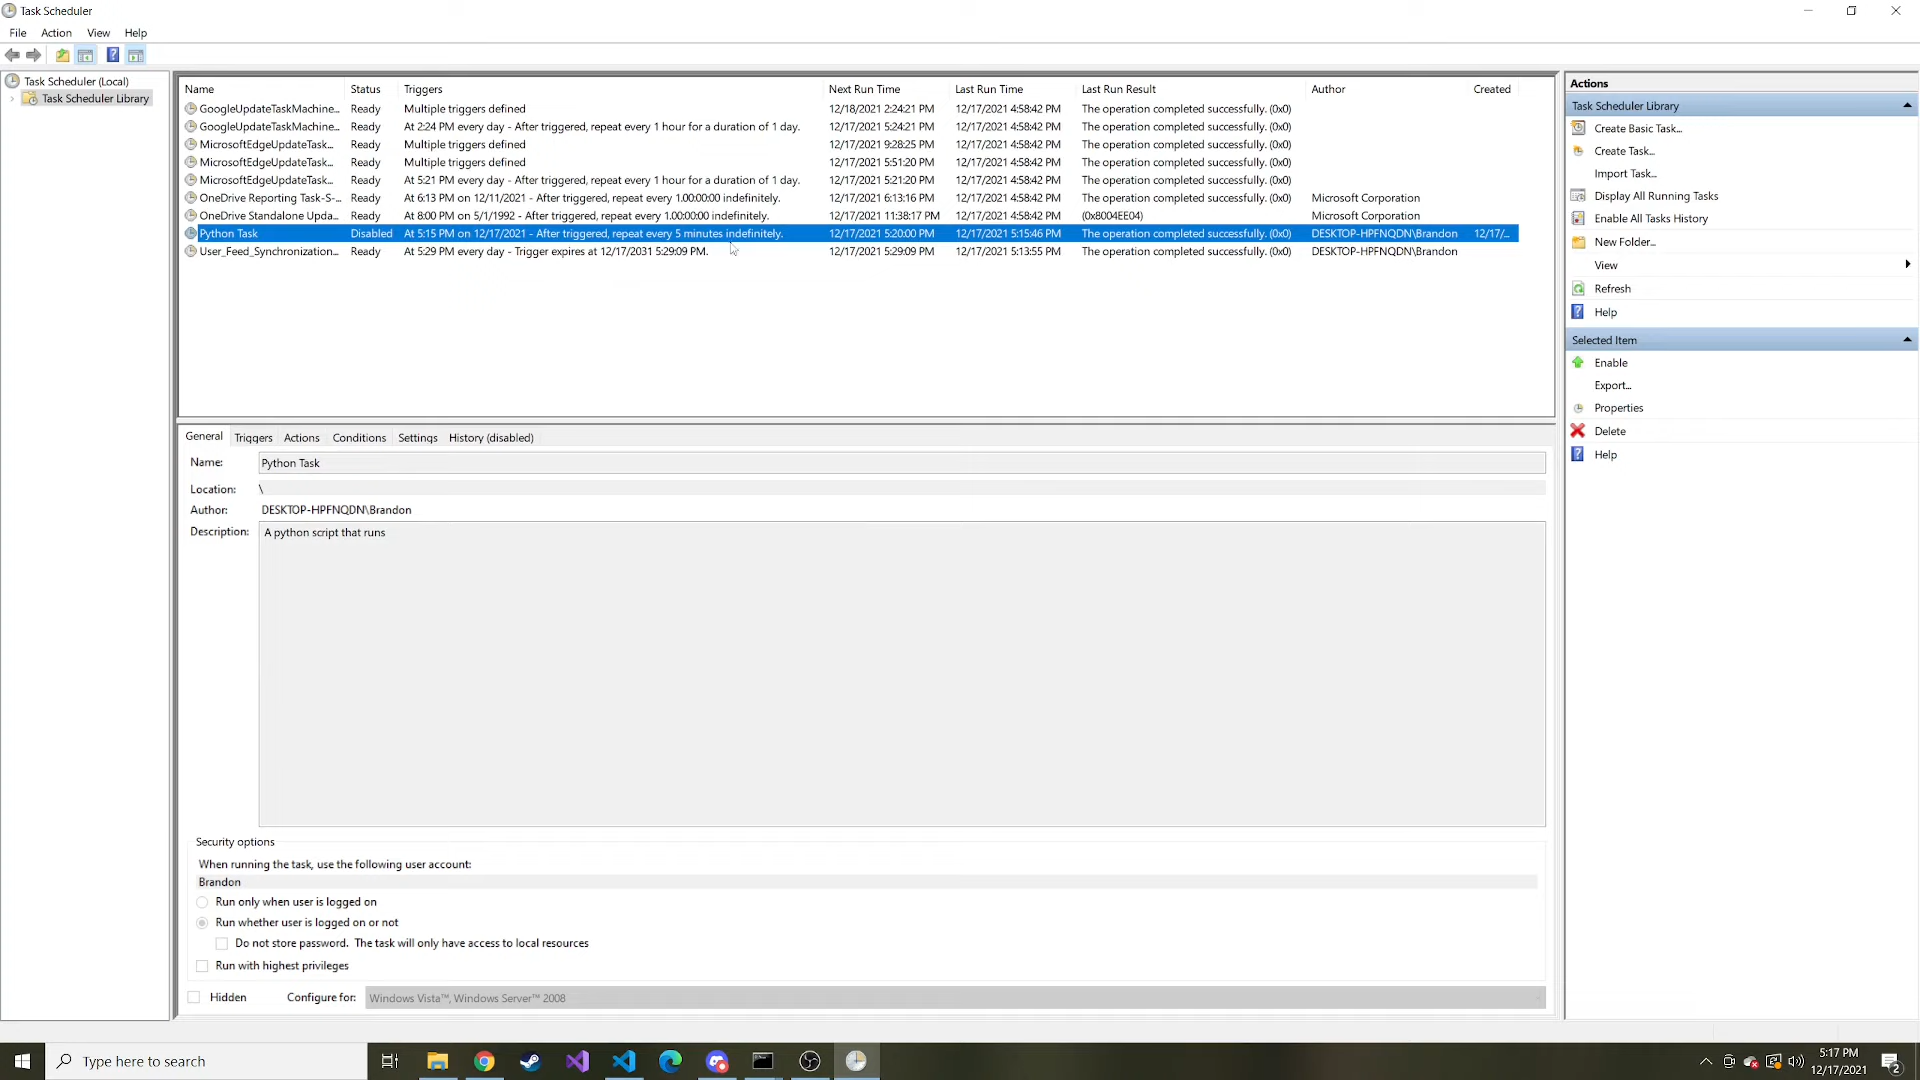 Task Scheduler
File Action View Help
Task Scheduler (Local)
Task Scheduler Library
Name Status Triggers Next Run Time Last Run Time Last Run Result Author Created
GoogleUpdateTaskMachine... Ready Multiple triggers defined 12/18/2021 2:24:21 PM 12/17/2021 4:58:42 PM The operation completed successfully. (0x0)
GoogleUpdateTaskMachine... Ready At 2:24 PM every day - After triggered, repeat every 1 hour for a duration of 1 day. 12/17/2021 5:24:21 PM 12/17/2021 4:58:42 PM The operation completed successfully. (0x0)
MicrosoftEdgeUpdateTask... Ready Multiple triggers defined 12/17/2021 9:28:25 PM 12/17/2021 4:58:42 PM The operation completed successfully. (0x0)
MicrosoftEdgeUpdateTask... Ready Multiple triggers defined 12/17/2021 5:51:20 PM 12/17/2021 4:58:42 PM The operation completed successfully. (0x0)
MicrosoftEdgeUpdateTask... Ready At 5:21 PM every day - After triggered, repeat every 1 hour for a duration of 1 day. 12/17/2021 5:21:20 PM 12/17/2021 4:58:42 PM The operation completed successfully. (0x0)
OneDrive Reporting Task-S-... Ready At 6:13 PM on 12/11/2021 - After triggered, repeat every 1.00:00:00 indefinitely. 12/17/2021 6:13:16 PM 12/17/2021 4:58:42 PM The operation completed successfully. (0x0) Microsoft Corporation
OneDrive Standalone Upda... Ready At 8:00 PM on 5/1/1992 - After triggered, repeat every 1.00:00:00 indefinitely. 12/17/2021 11:38:17 PM 12/17/2021 4:58:42 PM (0x8004EE04) Microsoft Corporation
Python Task Disabled At 5:15 PM on 12/17/2021 - After triggered, repeat every 5 minutes indefinitely. 12/17/2021 5:20:00 PM 12/17/2021 5:15:46 PM The operation completed successfully. (0x0) DESKTOP-HPFNQDN\Brandon 12/17/...
User_Feed_Synchronization... Ready At 5:29 PM every day - Trigger expires at 12/17/2031 5:29:09 PM. 12/17/2021 5:29:09 PM 12/17/2021 5:13:55 PM The operation completed successfully. (0x0) DESKTOP-HPFNQDN\Brandon
General Triggers Actions Conditions Settings History (disabled)
Name: Python Task
Location: \
Author: DESKTOP-HPFNQDN\Brandon
Description: A python script that runs
Security options
When running the task, use the following user account:
Brandon
Run only when user is logged on
Run whether user is logged on or not
Do not store password. The task will only have access to local resources
Run with highest privileges
Hidden Configure for: Windows Vista™, Windows Server™ 2008
Actions
Task Scheduler Library
Create Basic Task...
Create Task...
Import Task...
Display All Running Tasks
Enable All Tasks History
New Folder...
View
Refresh
Help
Selected Item
Enable
Export...
Properties
Delete
Help
Type here to search
5:17 PM
12/17/2021
2